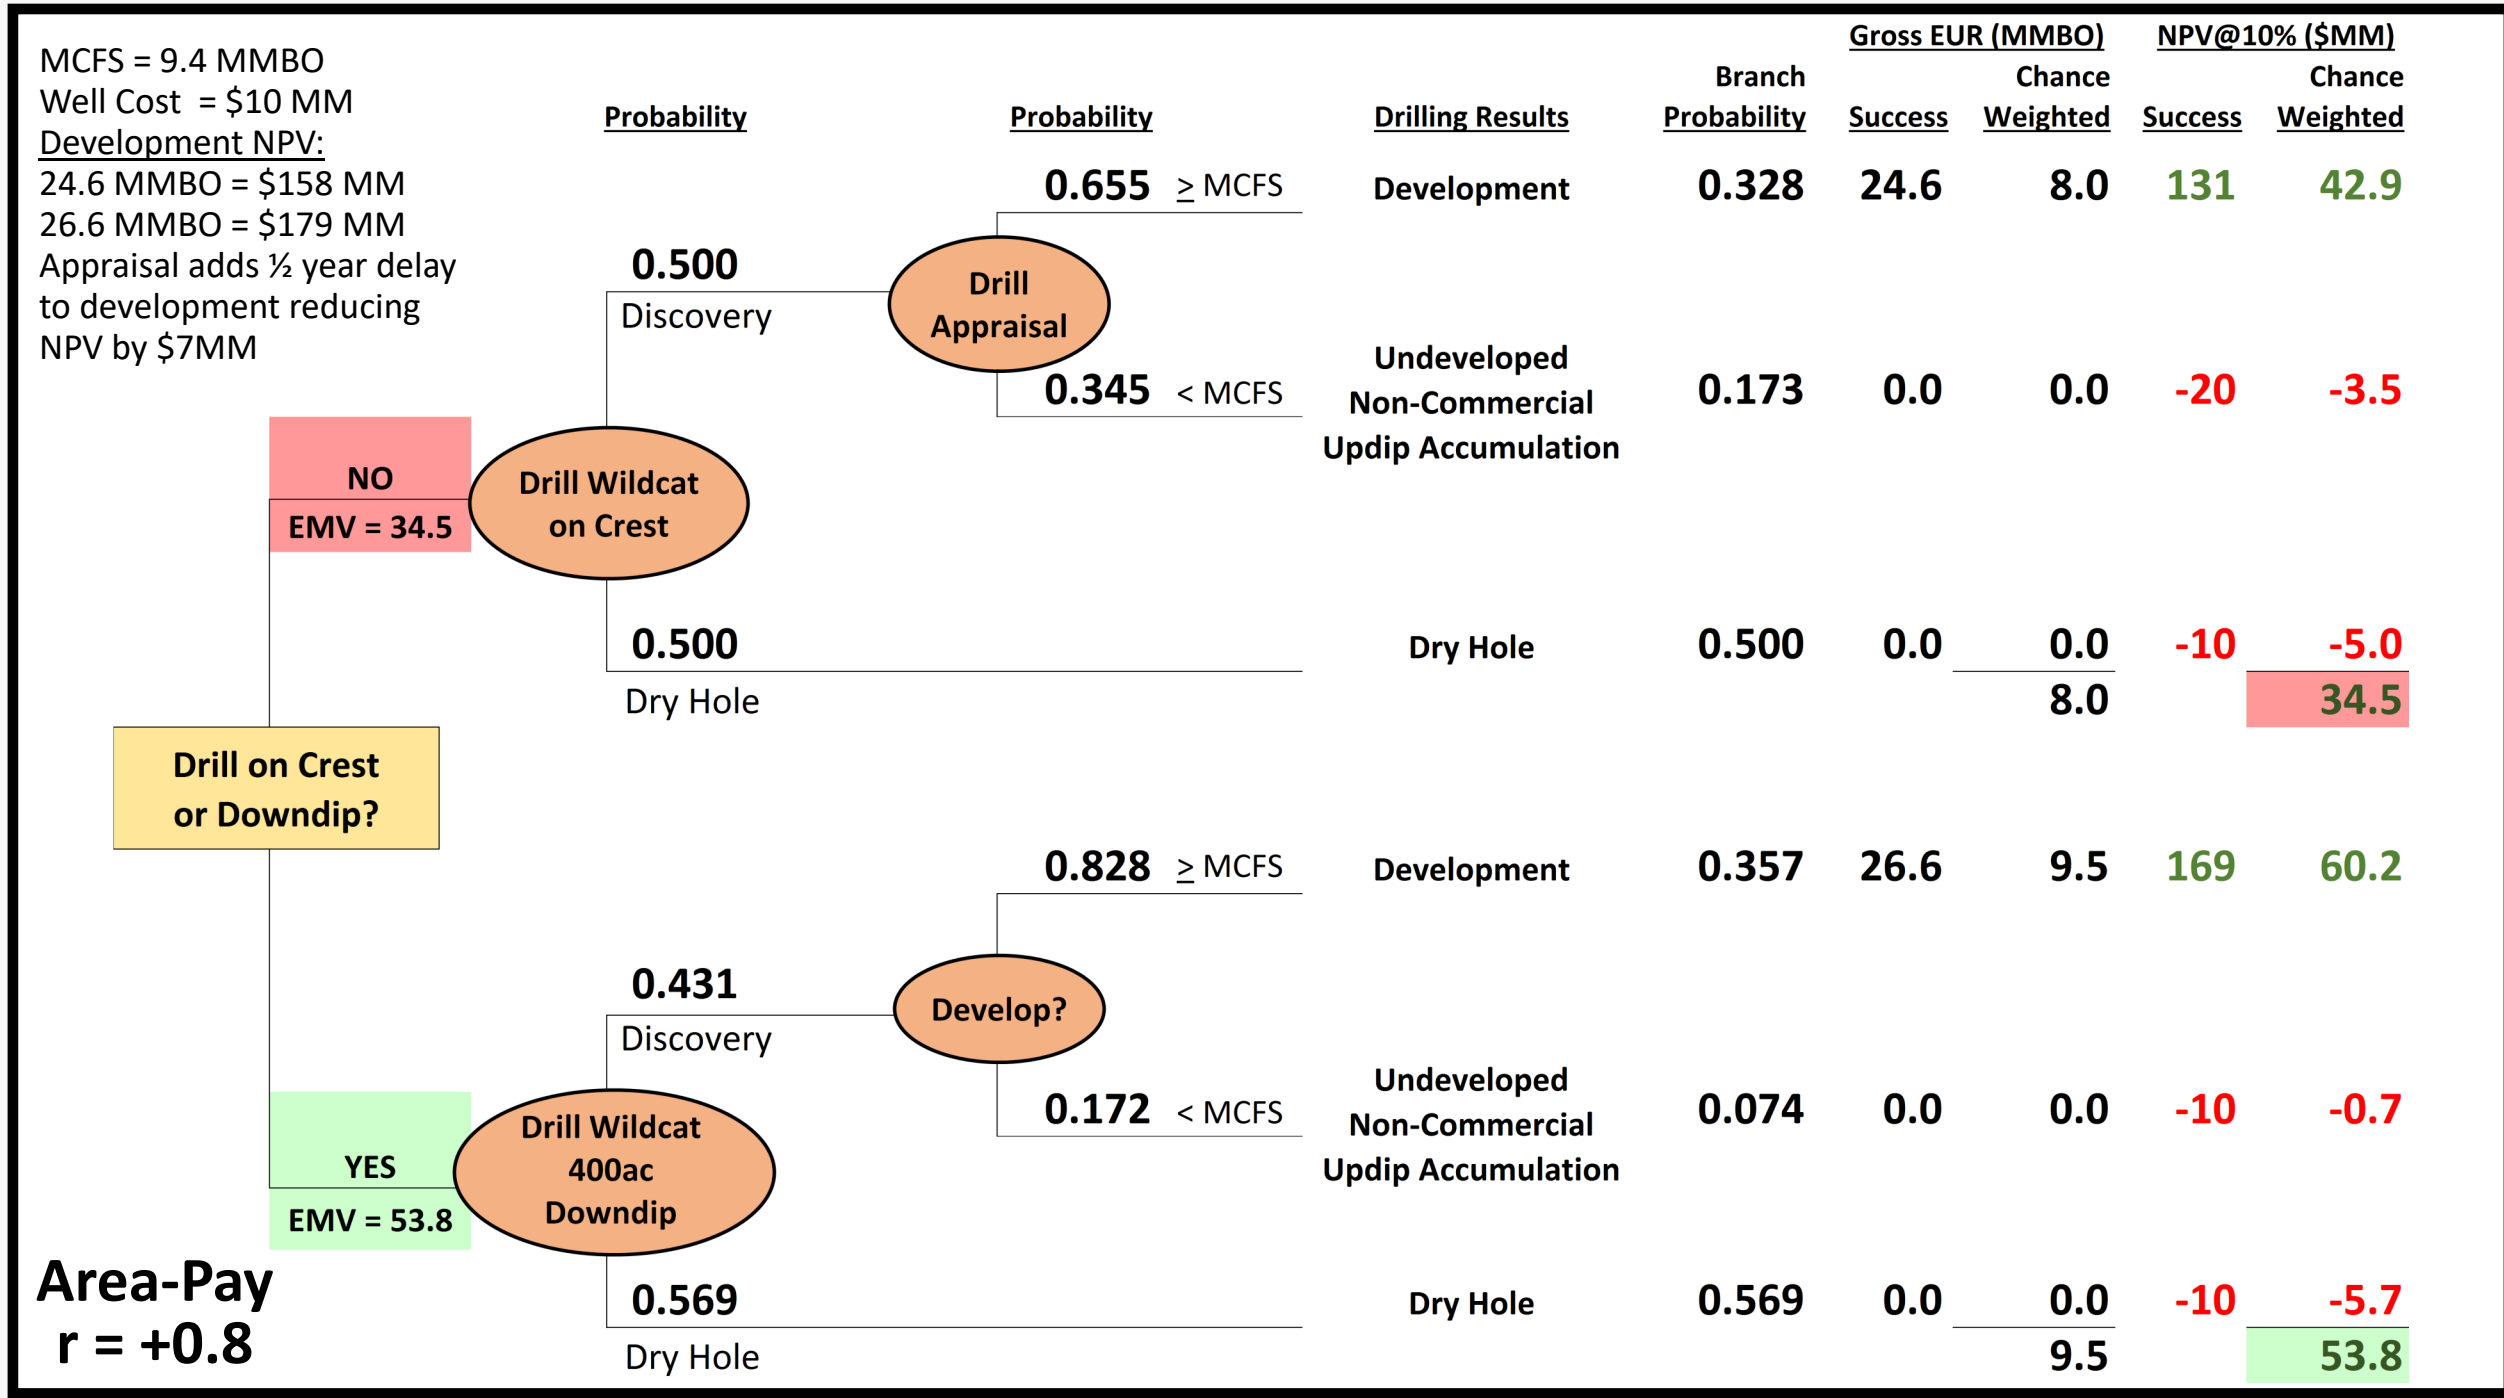 MCFS = 9.4 MMBO
Well Cost  = $10 MM
Development NPV:
24.6 MMBO = $158 MM
26.6 MMBO = $179 MM
Appraisal adds ½ year delay
to development reducing
NPV by $7MM
Gross EUR (MMBO) NPV@10% ($MM)
Branch Chance Chance
Probability Probability Drilling Results Probability Success Weighted Success Weighted
0.655 ≥ MCFS Development 0.328 24.6 8.0 131 42.9
0.500
Discovery
Drill
Appraisal
Undeveloped
0.345 < MCFS Non-Commercial 0.173 0.0 0.0 -20 -3.5
Updip Accumulation
NO
EMV = 34.5
Drill Wildcat
on Crest
0.500 Dry Hole 0.500 0.0 0.0 -10 -5.0
Dry Hole 8.0 34.5
Drill on Crest
or Downdip?
0.828 ≥ MCFS Development 0.357 26.6 9.5 169 60.2
0.431
Discovery
Develop?
Undeveloped
0.172 < MCFS Non-Commercial 0.074 0.0 0.0 -10 -0.7
Updip Accumulation
YES
EMV = 53.8
Drill Wildcat
400ac
Downdip
0.569 Dry Hole 0.569 0.0 0.0 -10 -5.7
Dry Hole 9.5 53.8
Area-Pay
r = +0.8